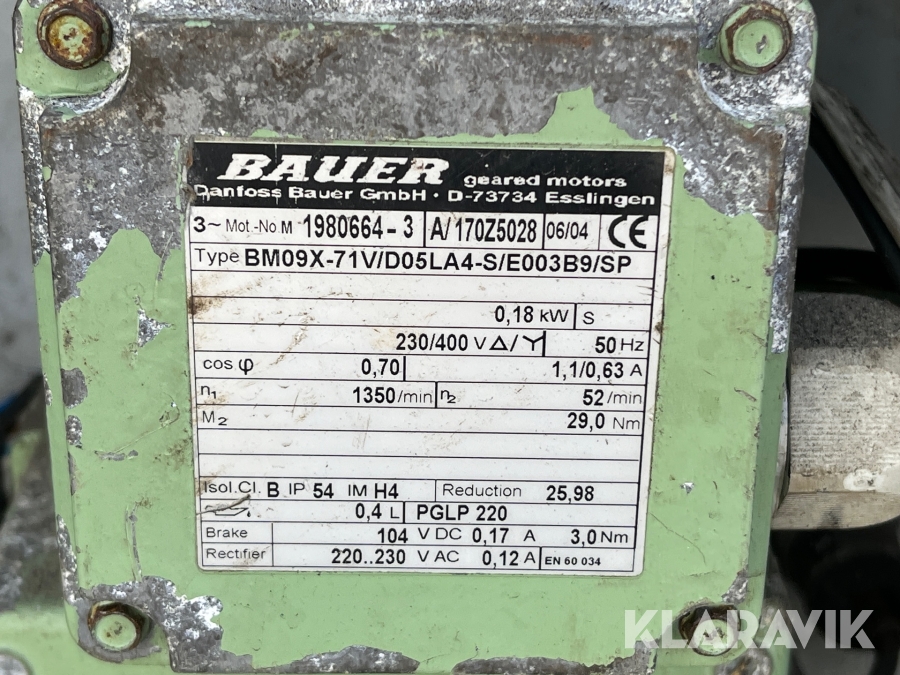 BAUER geared motors
Danfoss Bauer GmbH · D-73734 Esslingen
3~ Mot.-No M 1980664-3 A/170Z5028 06/04 CE
Type BM09X-71V/D05LA4-S/E003B9/SP
0,18 kW S
230/400 V Δ/Y 50 Hz
cos φ 0,70 1,1/0,63 A
n₁ 1350/min n₂ 52/min
M₂ 29,0 Nm
Isol.Cl. B IP 54 IM H4 Reduction 25,98
0,4 L PGLP 220
Brake 104 V DC 0,17 A 3,0 Nm
Rectifier 220..230 V AC 0,12 A EN 60 034
KLARAVIK